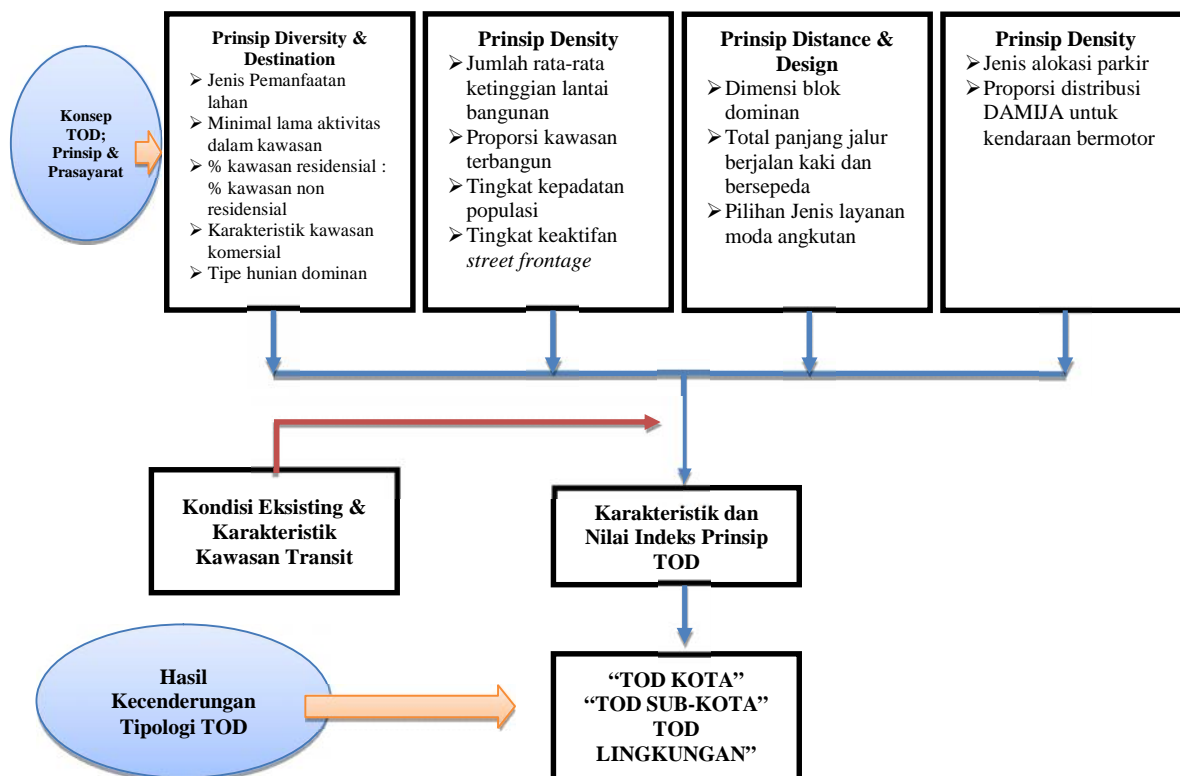 Konsep
TOD;
Prinsip &
Prasayarat
Prinsip Diversity &
Destination
➢ Jenis Pemanfaatan
lahan
➢ Minimal lama aktivitas
dalam kawasan
➢ % kawasan residensial :
% kawasan non
residensial
➢ Karakteristik kawasan
komersial
➢ Tipe hunian dominan
Prinsip Density
➢ Jumlah rata-rata
ketinggian lantai
bangunan
➢ Proporsi kawasan
terbangun
➢ Tingkat kepadatan
populasi
➢ Tingkat keaktifan
street frontage
Prinsip Distance &
Design
➢ Dimensi blok
dominan
➢ Total panjang jalur
berjalan kaki dan
bersepeda
➢ Pilihan Jenis layanan
moda angkutan
Prinsip Density
➢ Jenis alokasi parkir
➢ Proporsi distribusi
DAMIJA untuk
kendaraan bermotor
Kondisi Eksisting &
Karakteristik
Kawasan Transit
Karakteristik dan
Nilai Indeks Prinsip
TOD
Hasil
Kecenderungan
Tipologi TOD
“TOD KOTA”
“TOD SUB-KOTA”
TOD
LINGKUNGAN”